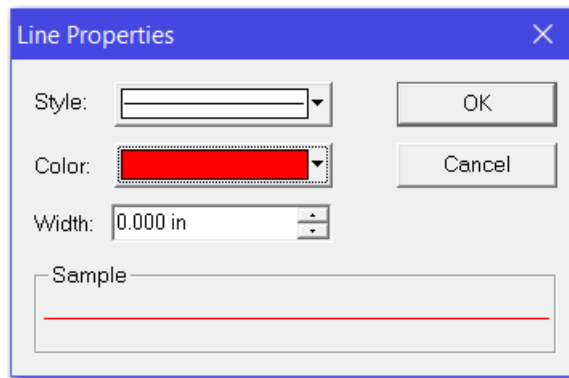 Line Properties
Style:
OK
Color:
Cancel
Width: 0.000 in
Sample